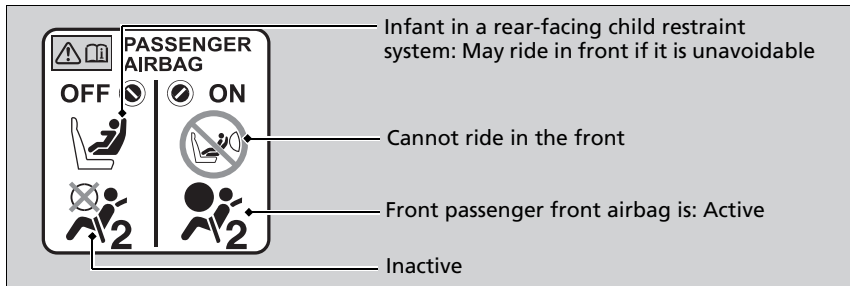 Infant in a rear-facing child restraint
system: May ride in front if it is unavoidable
PASSENGER
AIRBAG
OFF ON
Cannot ride in the front
Front passenger front airbag is: Active
2 2
Inactive